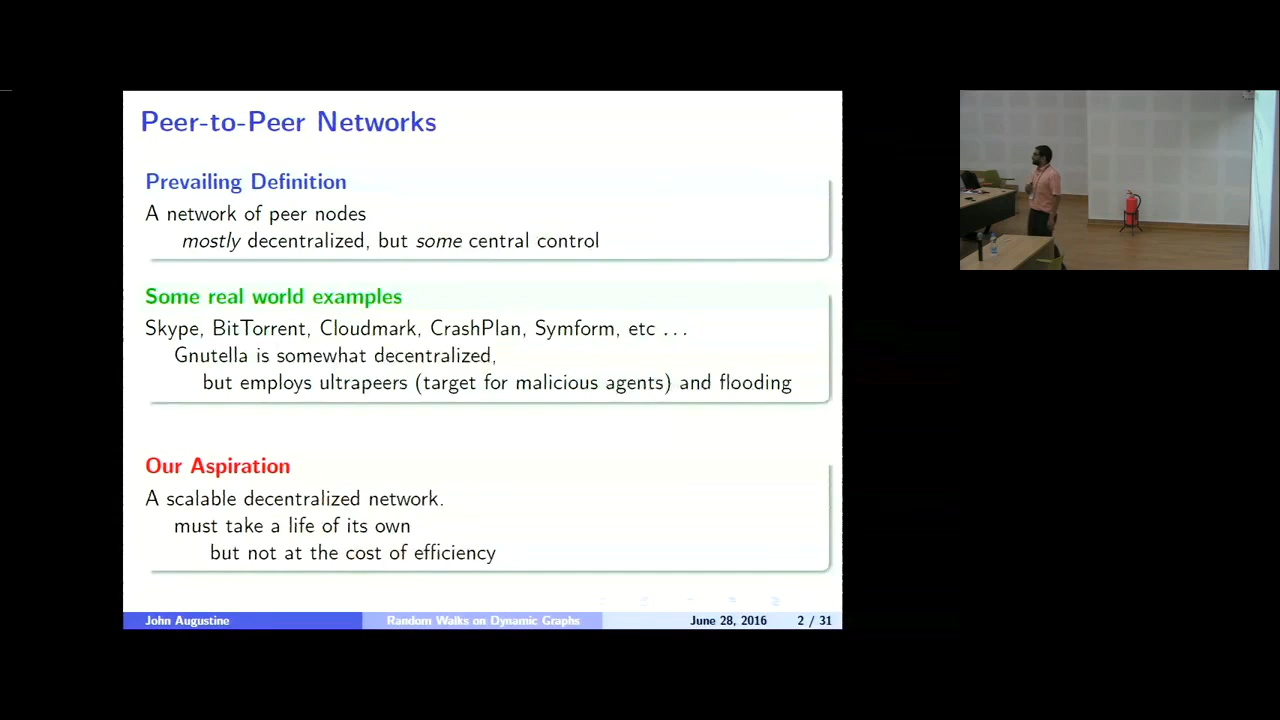 Peer-to-Peer Networks
Prevailing Definition
A network of peer nodes
mostly decentralized, but some central control
Some real world examples
Skype, BitTorrent, Cloudmark, CrashPlan, Symform, etc ...
Gnutella is somewhat decentralized,
but employs ultrapeers (target for malicious agents) and flooding
Our Aspiration
A scalable decentralized network.
must take a life of its own
but not at the cost of efficiency
John Augustine Random Walks on Dynamic Graphs June 28, 2016 2 / 31